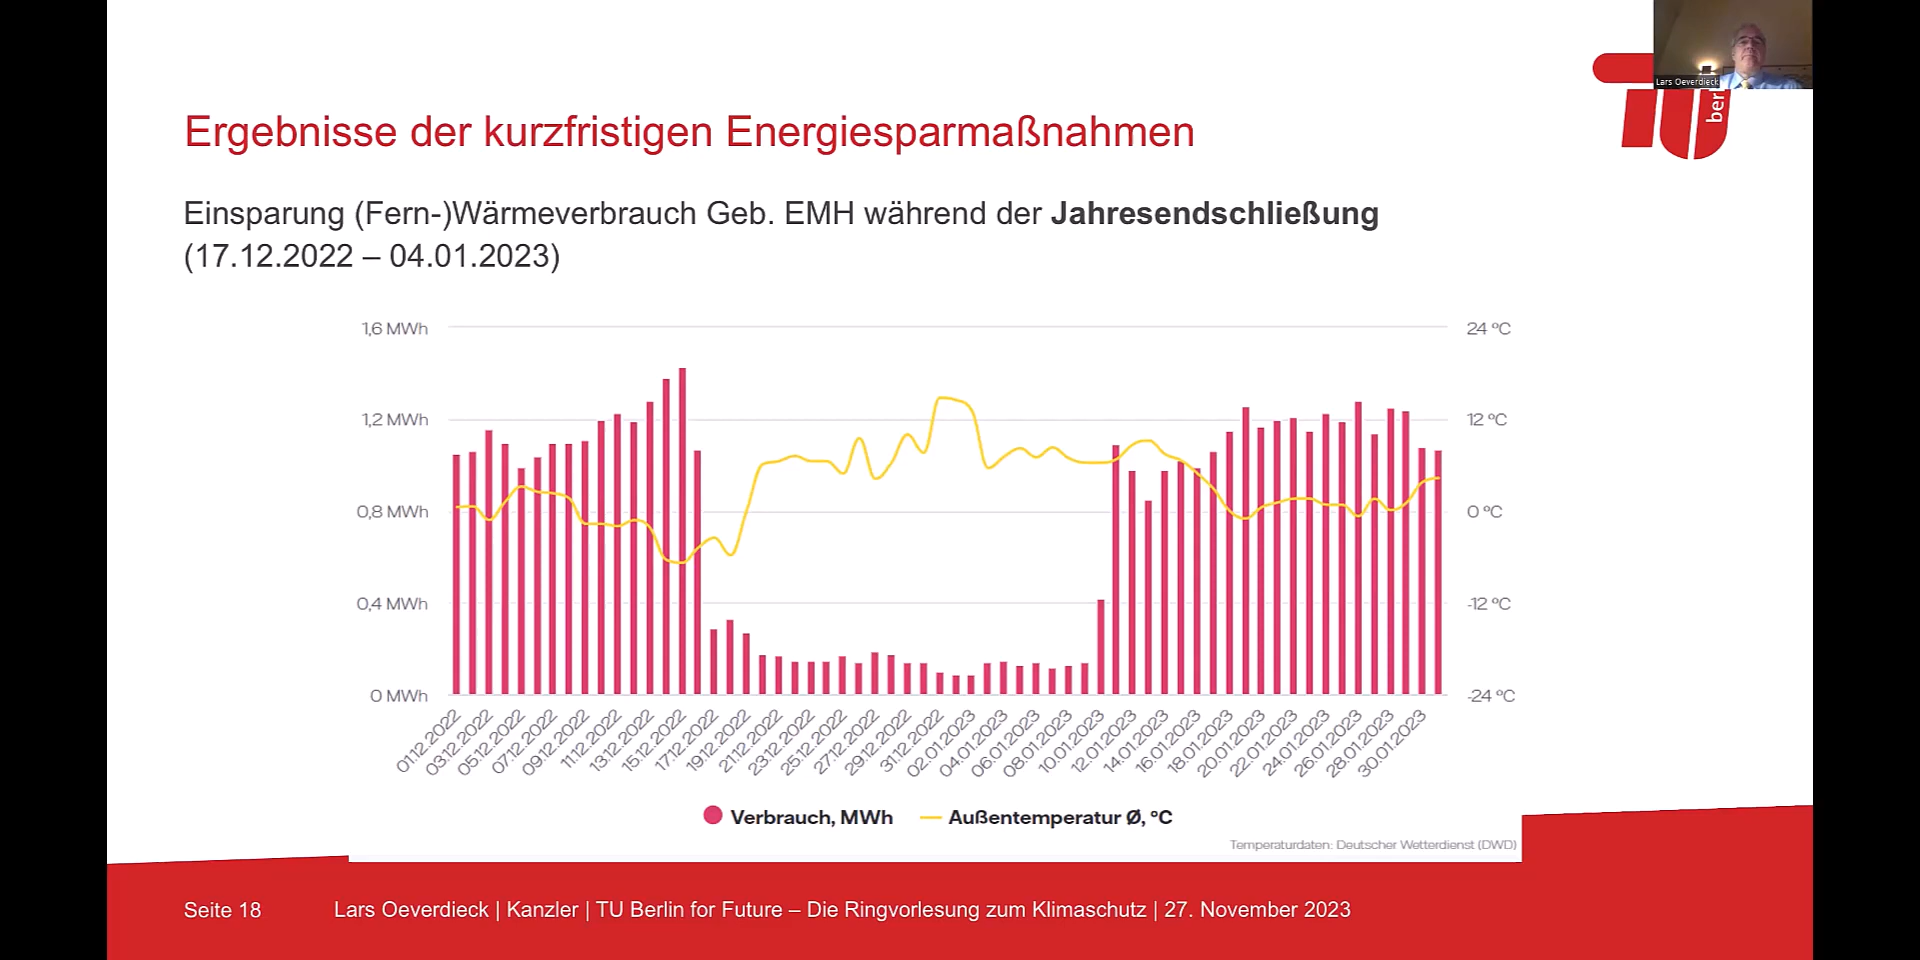 Lars Oeverdieck
ber
Ergebnisse der kurzfristigen Energiesparmaßnahmen
Einsparung (Fern-)Wärmeverbrauch Geb. EMH während der Jahresendschließung
(17.12.2022 – 04.01.2023)
1,6 MWh
1,2 MWh
0,8 MWh
0,4 MWh
0 MWh
24 °C
12 °C
0 °C
-12 °C
-24 °C
01.12.2022
03.12.2022
05.12.2022
07.12.2022
09.12.2022
11.12.2022
13.12.2022
15.12.2022
17.12.2022
19.12.2022
21.12.2022
23.12.2022
25.12.2022
27.12.2022
29.12.2022
31.12.2022
02.01.2023
04.01.2023
06.01.2023
08.01.2023
10.01.2023
12.01.2023
14.01.2023
16.01.2023
18.01.2023
20.01.2023
22.01.2023
24.01.2023
26.01.2023
28.01.2023
30.01.2023
Verbrauch, MWh
Außentemperatur Ø, °C
Temperaturdaten: Deutscher Wetterdienst (DWD)
Seite 18
Lars Oeverdieck | Kanzler | TU Berlin for Future – Die Ringvorlesung zum Klimaschutz | 27. November 2023